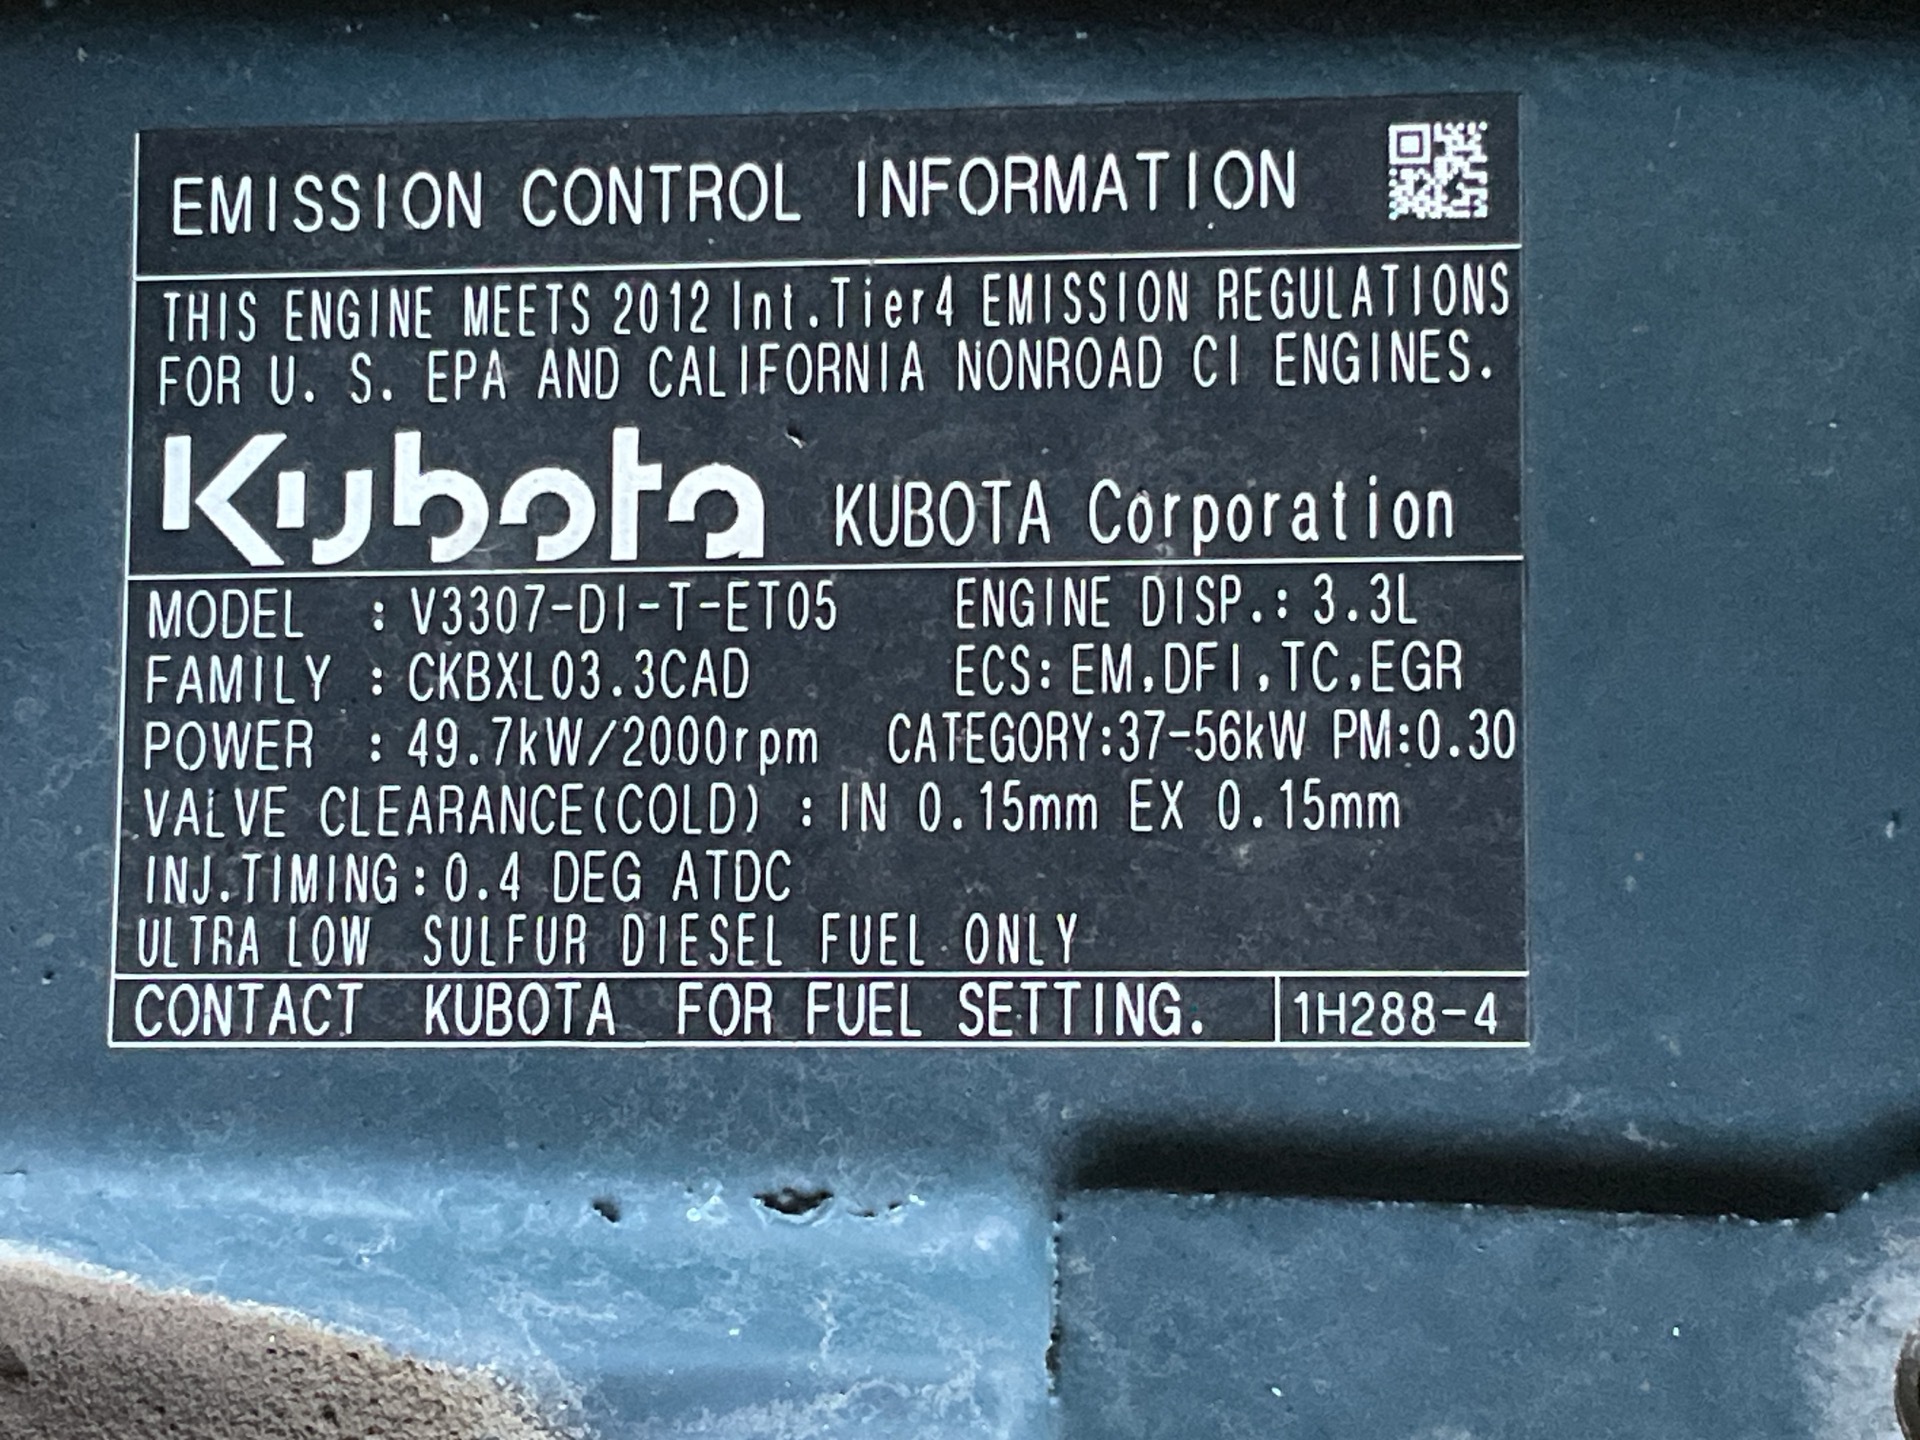 EMISSION CONTROL INFORMATION
THIS ENGINE MEETS 2012 Int.Tier4 EMISSION REGULATIONS
FOR U. S. EPA AND CALIFORNIA NONROAD CI ENGINES.
Kubota KUBOTA Corporation
MODEL : V3307-DI-T-ET05 ENGINE DISP.: 3.3L
FAMILY : CKBXL03.3CAD ECS: EM,DFI,TC,EGR
POWER : 49.7kW/2000rpm CATEGORY:37-56kW PM:0.30
VALVE CLEARANCE(COLD) : IN 0.15mm EX 0.15mm
INJ.TIMING:0.4 DEG ATDC
ULTRA LOW SULFUR DIESEL FUEL ONLY
CONTACT KUBOTA FOR FUEL SETTING. 1H288-4